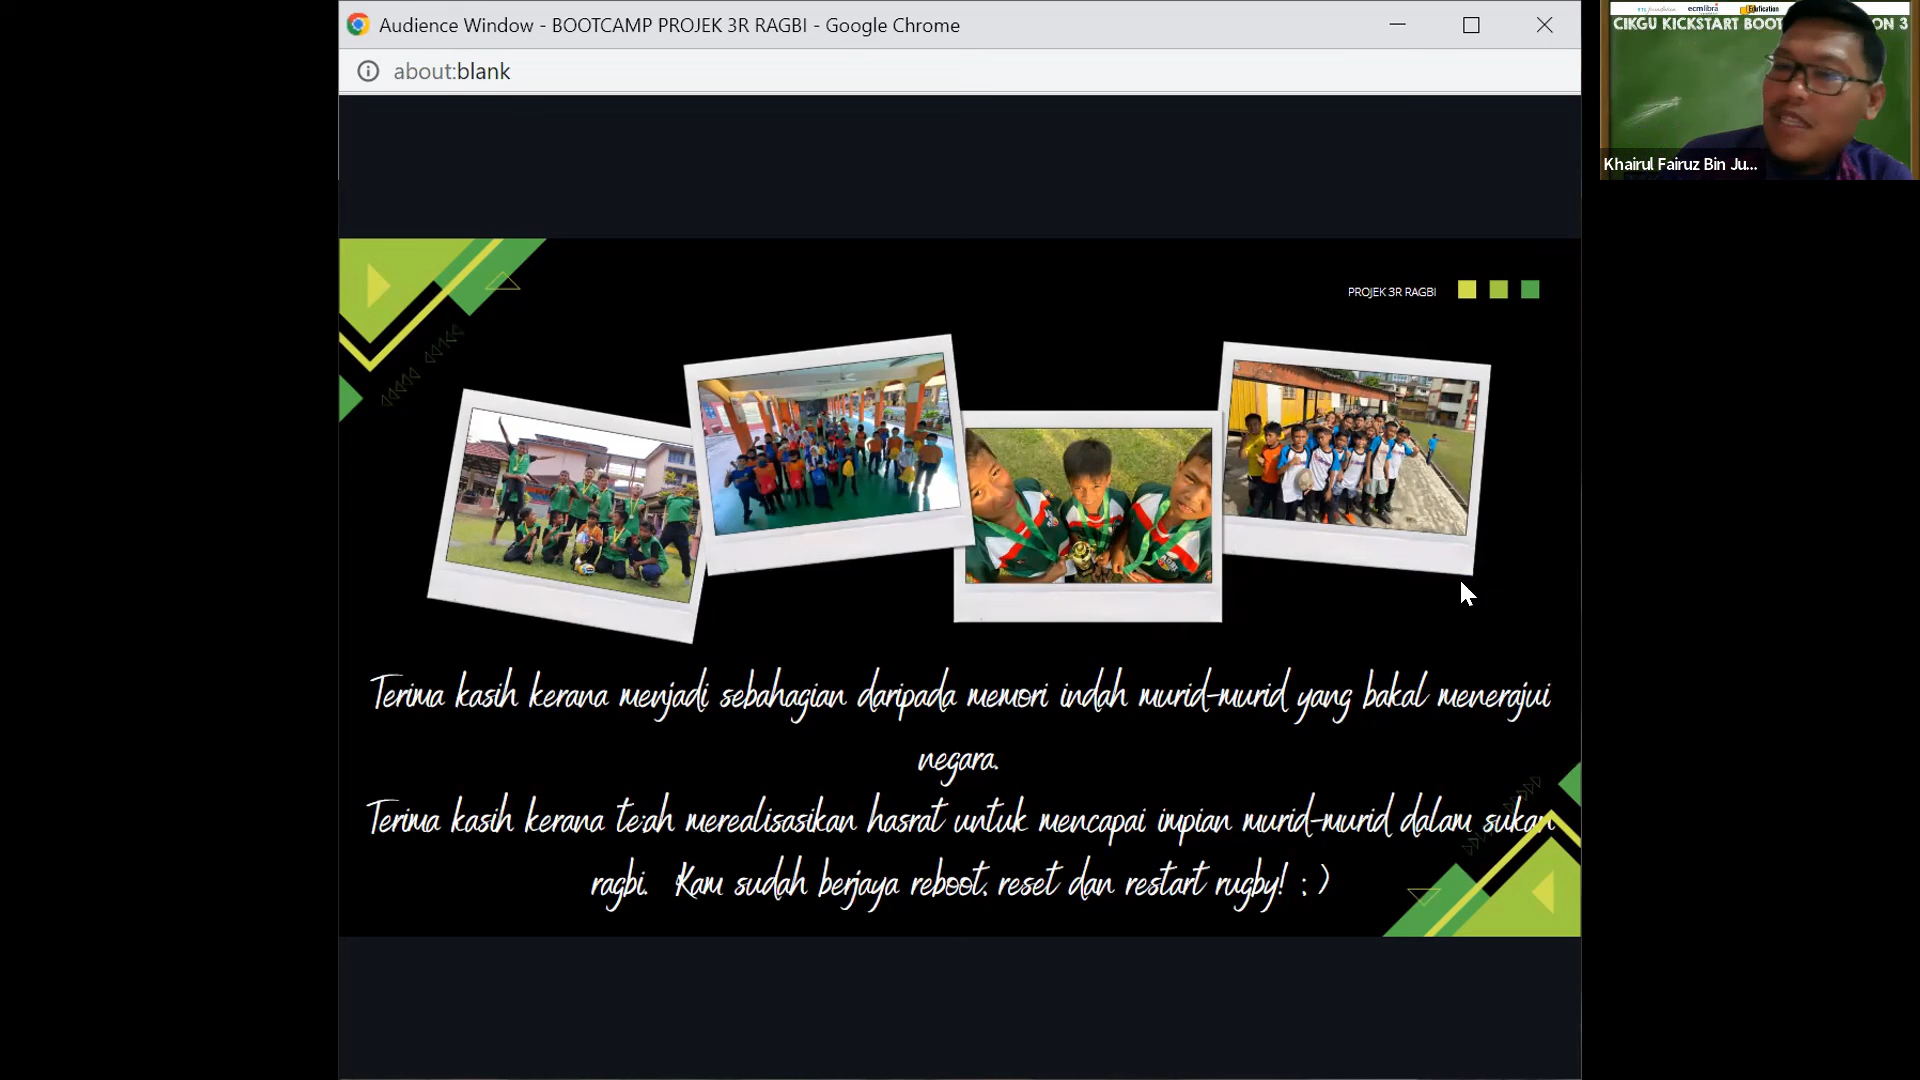 Audience Window - BOOTCAMP PROJEK 3R RAGBI - Google Chrome
about:blank
ecmlibra
Edufication
CIKGU KICKSTART BOOT
ON 3
Khairul Fairuz Bin Ju...
PROJEK 3R RAGBI
Terima kasih kerana menjadi sebahagian daripada memori indah murid-murid yang bakal menerajui
negara.
Terima kasih kerana telah merealisasikan hasrat untuk mencapai impian murid-murid dalam sukan
ragbi. Kami sudah berjaya reboot, reset dan restart rugby! : )